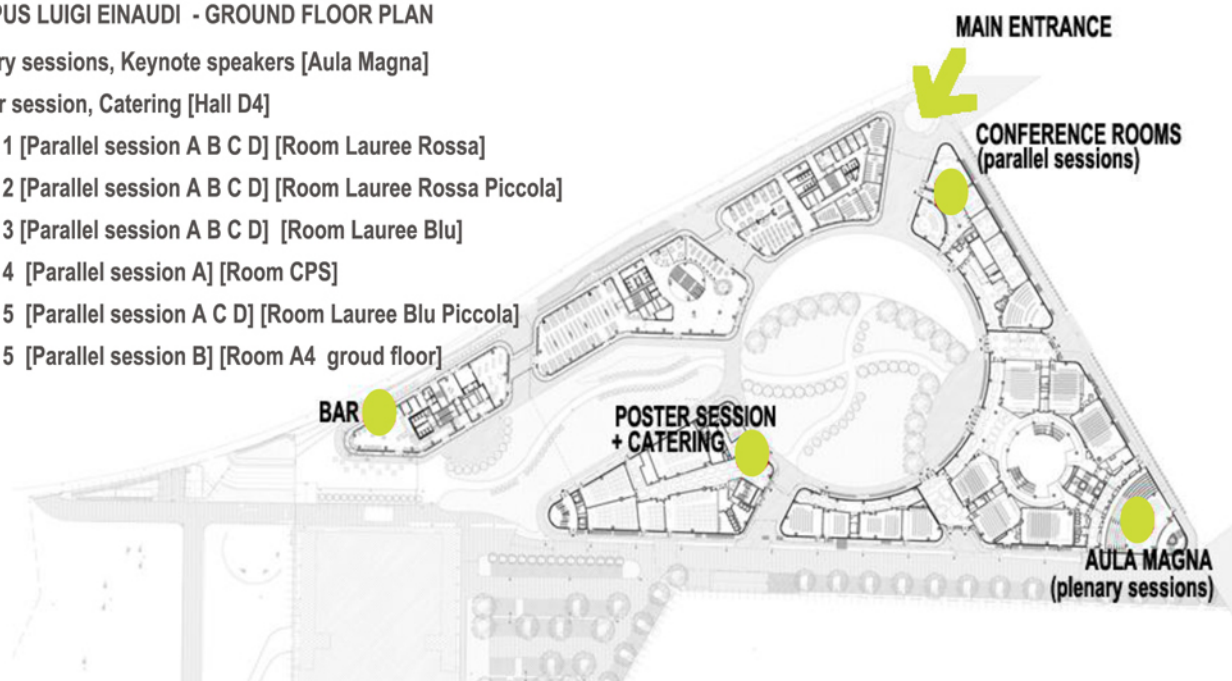 PUS LUIGI EINAUDI - GROUND FLOOR PLAN
ry sessions, Keynote speakers [Aula Magna]
r session, Catering [Hall D4]
1 [Parallel session A B C D] [Room Lauree Rossa]
2 [Parallel session A B C D] [Room Lauree Rossa Piccola]
3 [Parallel session A B C D] [Room Lauree Blu]
4 [Parallel session A] [Room CPS]
5 [Parallel session A C D] [Room Lauree Blu Piccola]
5 [Parallel session B] [Room A4 groud floor]
MAIN ENTRANCE
CONFERENCE ROOMS
(parallel sessions)
BAR
POSTER SESSION
+ CATERING
AULA MAGNA
(plenary sessions)